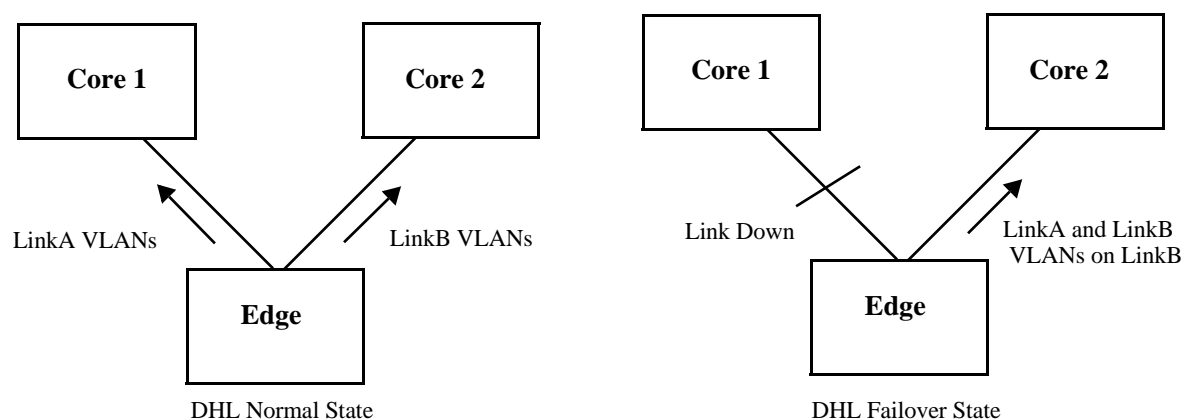 Core 1
Core 2
LinkA VLANs
LinkB VLANs
Edge
DHL Normal State
Core 1
Core 2
Link Down
LinkA and LinkB
VLANs on LinkB
Edge
DHL Failover State